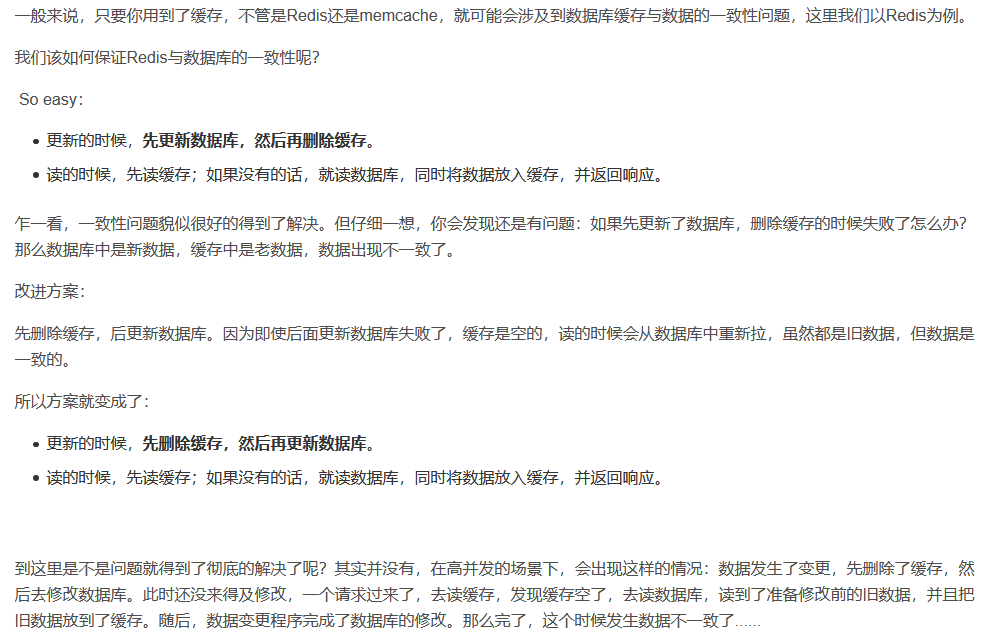 一般来说，只要你用到了缓存，不管是Redis还是memcache，就可能会涉及到数据库缓存与数据的一致性问题，这里我们以Redis为例。
我们该如何保证Redis与数据库的一致性呢？
So easy：
• 更新的时候，先更新数据库，然后再删除缓存。
• 读的时候，先读缓存；如果没有的话，就读数据库，同时将数据放入缓存，并返回响应。
乍一看，一致性问题貌似很好的得到了解决。但仔细一想，你会发现还是有问题：如果先更新了数据库，删除缓存的时候失败了怎么办？
那么数据库中是新数据，缓存中是老数据，数据出现不一致了。
改进方案：
先删除缓存，后更新数据库。因为即使后面更新数据库失败了，缓存是空的，读的时候会从数据库中重新拉，虽然都是旧数据，但数据是
一致的。
所以方案就变成了：
• 更新的时候，先删除缓存，然后再更新数据库。
• 读的时候，先读缓存；如果没有的话，就读数据库，同时将数据放入缓存，并返回响应。
到这里是不是问题就得到了彻底的解决了呢？其实并没有，在高并发的场景下，会出现这样的情况：数据发生了变更，先删除了缓存，然
后去修改数据库。此时还没来得及修改，一个请求过来了，去读缓存，发现缓存空了，去读数据库，读到了准备修改前的旧数据，并且把
旧数据放到了缓存。随后，数据变更程序完成了数据库的修改。那么完了，这个时候发生数据不一致了......